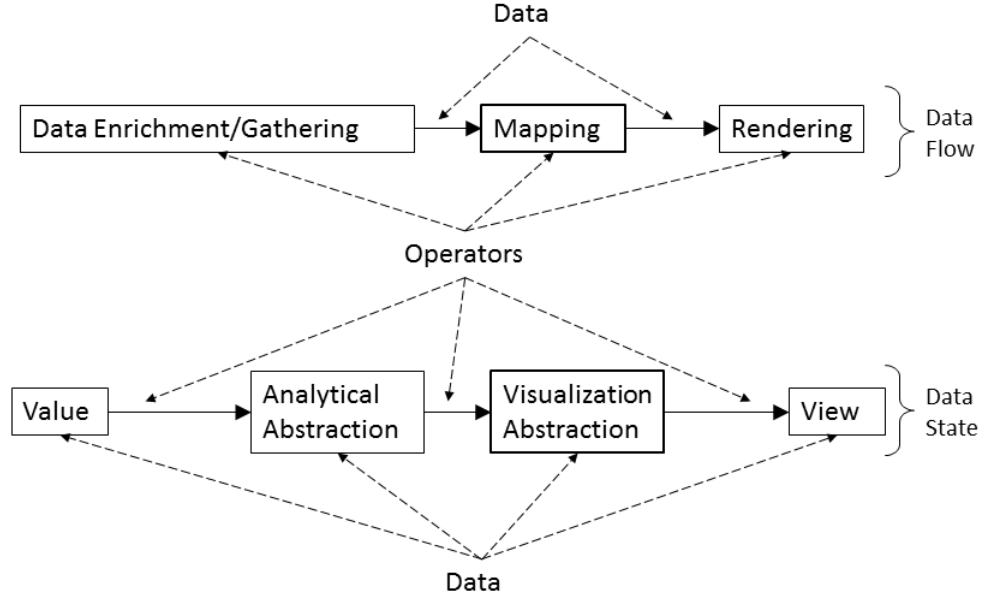 Data
Data Enrichment/Gathering
Mapping
Rendering
Data
Flow
Operators
Value
Analytical
Abstraction
Visualization
Abstraction
View
Data
State
Data